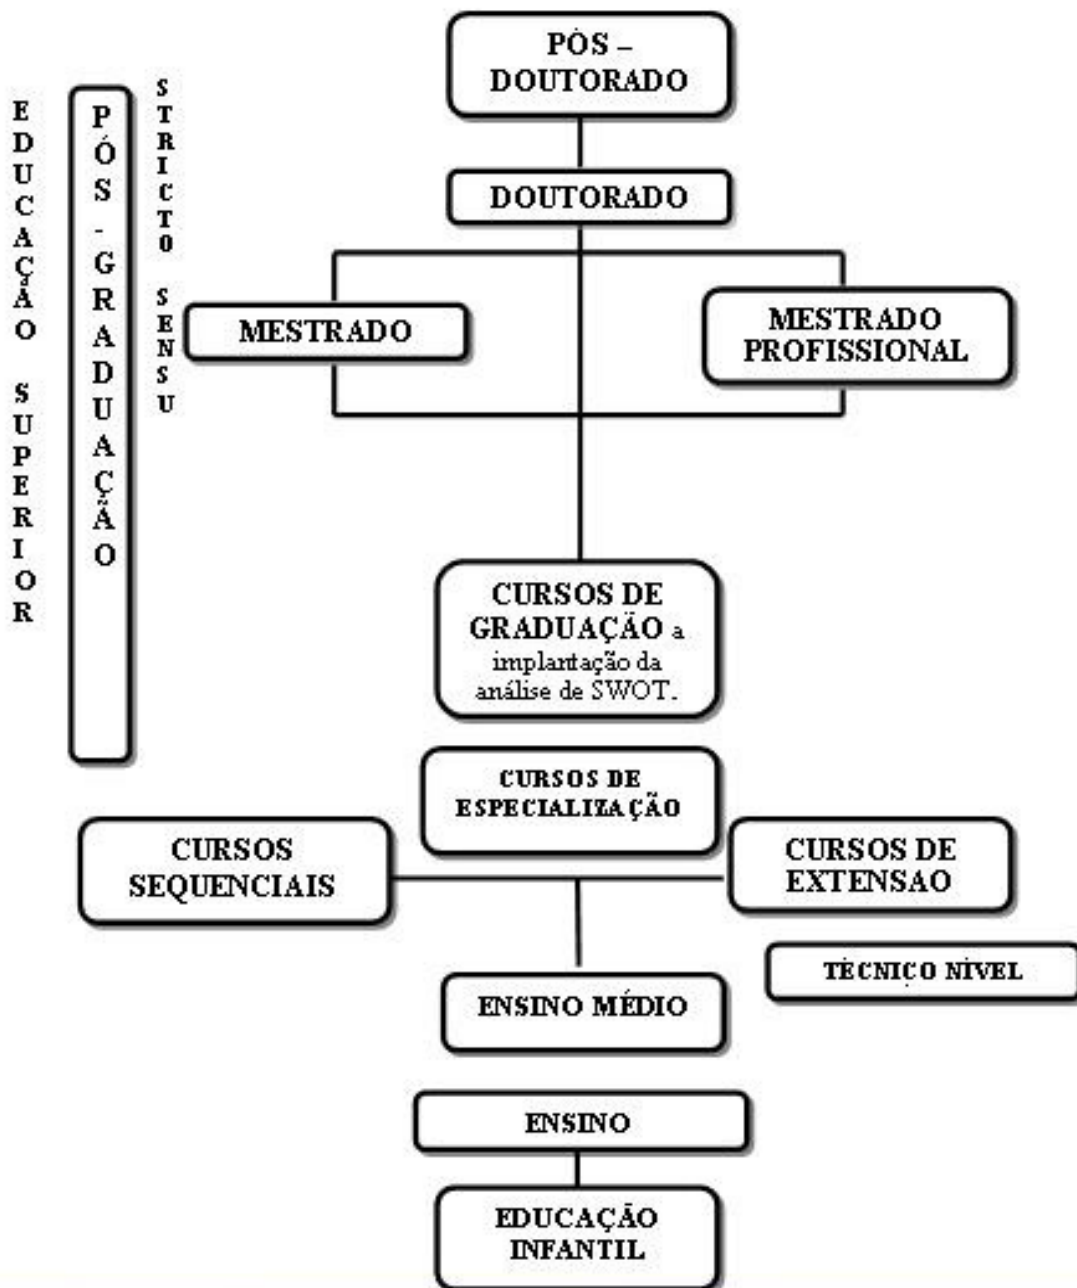 PÓS –
DOUTORADO
EDUCAÇÃO SUPERIOR
PÓS-GRADUAÇÃO
STRICTO SENSU
DOUTORADO
MESTRADO
MESTRADO
PROFISSIONAL
CURSOS DE
GRADUAÇÃO a
implantação da
análise de SWOT.
CURSOS DE
ESPECIALIZAÇÃO
CURSOS
SEQUENCIAIS
CURSOS DE
EXTENSAO
TÉCNIÇO NÍVEL
ENSINO MÉDIO
ENSINO
EDUCAÇÃO
INFANTIL